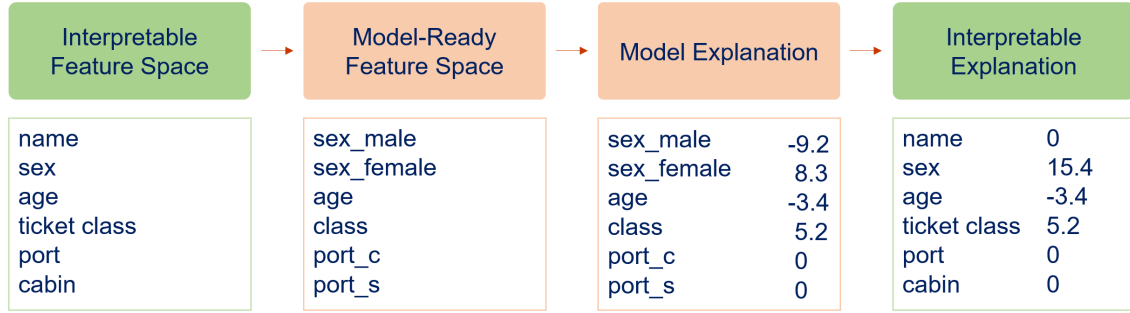 Interpretable
Feature Space
Model-Ready
Feature Space
Model Explanation
Interpretable
Explanation
name
sex
age
ticket class
port
cabin
sex_male
sex_female
age
class
port_c
port_s
sex_male -9.2
sex_female 8.3
age -3.4
class 5.2
port_c 0
port_s 0
name 0
sex 15.4
age -3.4
ticket class 5.2
port 0
cabin 0